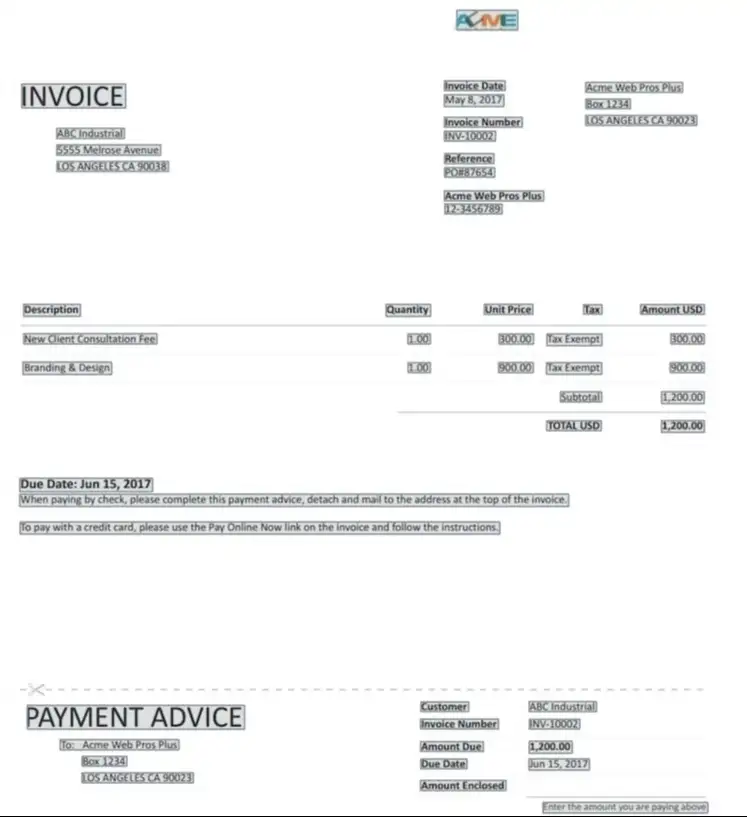 ACME
INVOICE
ABC Industrial
5555 Melrose Avenue
LOS ANGELES CA 90038
Invoice Date
May 8, 2017
Invoice Number
INV-10002
Reference
PO#87654
Acme Web Pros Plus
12-3456789
Acme Web Pros Plus
Box 1234
LOS ANGELES CA 90023
Description Quantity Unit Price Tax Amount USD
New Client Consultation Fee 1.00 300.00 Tax Exempt 300.00
Branding & Design 1.00 900.00 Tax Exempt 900.00
Subtotal 1,200.00
TOTAL USD 1,200.00
Due Date: Jun 15, 2017
When paying by check, please complete this payment advice, detach and mail to the address at the top of the invoice.
To pay with a credit card, please use the Pay Online Now link on the invoice and follow the instructions.
PAYMENT ADVICE
To: Acme Web Pros Plus
Box 1234
LOS ANGELES CA 90023
Customer ABC Industrial
Invoice Number INV-10002
Amount Due 1,200.00
Due Date Jun 15, 2017
Amount Enclosed
Enter the amount you are paying above